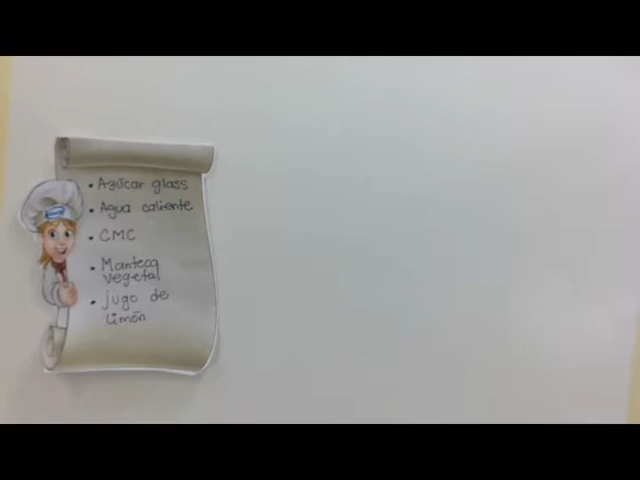 • Azúcar glass
• Agua caliente
• CMC
• Manteca
vegetal
• jugo de
Limón